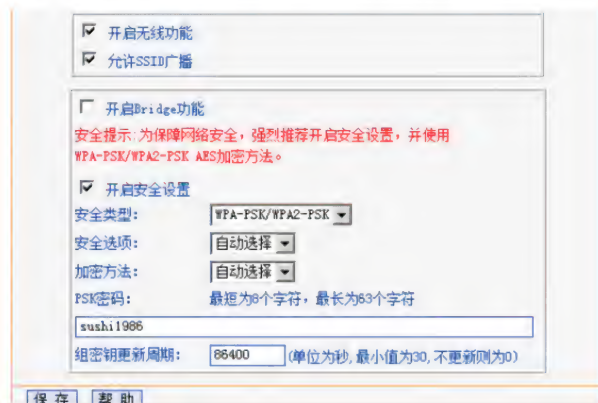 开启无线功能
允许SSID广播
开启Bridge功能
安全提示:为保障网络安全，强烈推荐开启安全设置，并使用
WPA-PSK/WPA2-PSK AES加密方法。
开启安全设置
安全类型： WPA-PSK/WPA2-PSK
安全选项： 自动选择
加密方法： 自动选择
PSK密码： 最短为8个字符，最长为63个字符
sushi1986
组密钥更新周期： 86400 (单位为秒,最小值为30,不更新则为0)
保存 帮助